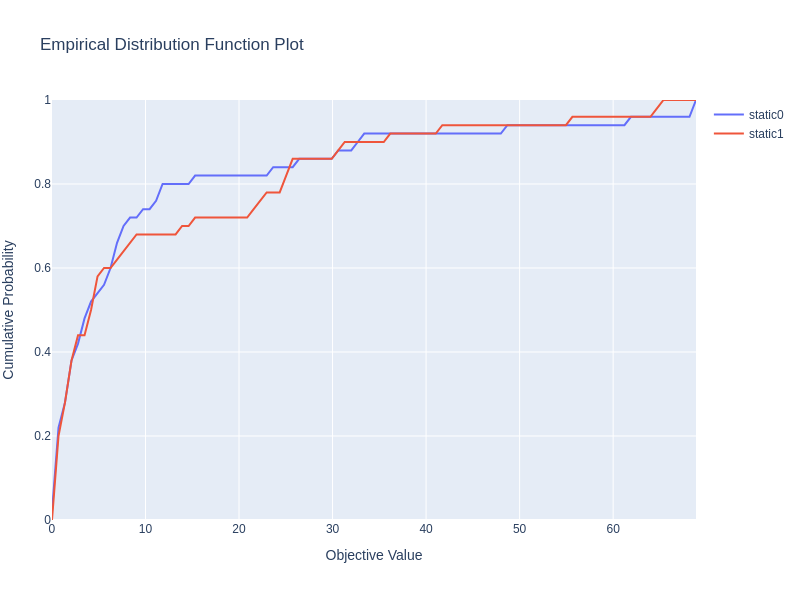 Empirical Distribution Function Plot
static0
static1
1
0.8
0.6
0.4
0.2
0
Cumulative Probability
0
10
20
30
40
50
60
Objective Value